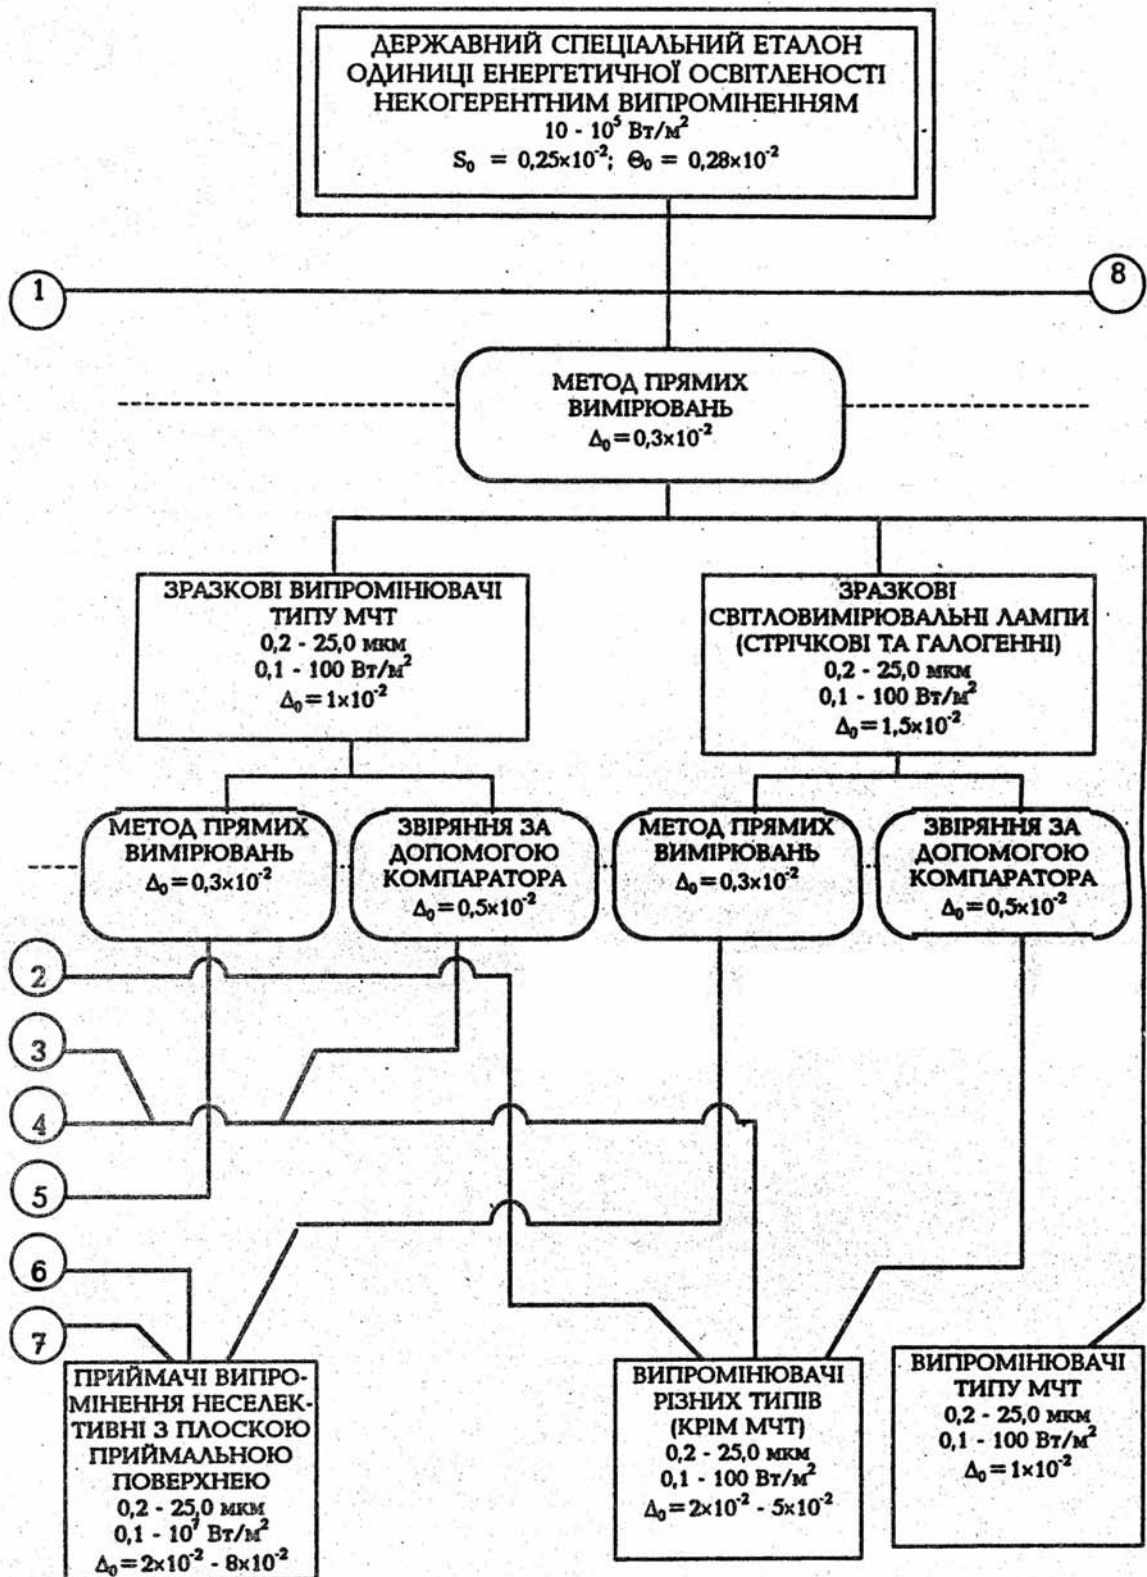 ДЕРЖАВНИЙ СПЕЦІАЛЬНИЙ ЕТАЛОН
ОДИНИЦІ ЕНЕРГЕТИЧНОЇ ОСВІТЛЕНОСТІ
НЕКОГЕРЕНТНИМ ВИПРОМІНЕННЯМ
10 - 10⁵ Вт/м²
S₀ = 0,25×10⁻²; Θ₀ = 0,28×10⁻²
1
8
МЕТОД ПРЯМИХ
ВИМІРЮВАНЬ
Δ₀ = 0,3×10⁻²
ЗРАЗКОВІ ВИПРОМІНЮВАЧІ
ТИПУ МЧТ
0,2 - 25,0 мкм
0,1 - 100 Вт/м²
Δ₀ = 1×10⁻²
ЗРАЗКОВІ
СВІТЛОВИМІРЮВАЛЬНІ ЛАМПИ
(СТРІЧКОВІ ТА ГАЛОГЕННІ)
0,2 - 25,0 мкм
0,1 - 100 Вт/м²
Δ₀ = 1,5×10⁻²
МЕТОД ПРЯМИХ
ВИМІРЮВАНЬ
Δ₀ = 0,3×10⁻²
ЗВІРЯННЯ ЗА
ДОПОМОГОЮ
КОМПАРАТОРА
Δ₀ = 0,5×10⁻²
МЕТОД ПРЯМИХ
ВИМІРЮВАНЬ
Δ₀ = 0,3×10⁻²
ЗВІРЯННЯ ЗА
ДОПОМОГОЮ
КОМПАРАТОРА
Δ₀ = 0,5×10⁻²
2
3
4
5
6
7
ПРИЙМАЧІ ВИПРО-
МІНЕННЯ НЕСЕЛЕК-
ТИВНІ З ПЛОСКОЮ
ПРИЙМАЛЬНОЮ
ПОВЕРХНЕЮ
0,2 - 25,0 мкм
0,1 - 10⁷ Вт/м²
Δ₀ = 2×10⁻² - 8×10⁻²
ВИПРОМІНЮВАЧІ
РІЗНИХ ТИПІВ
(КРІМ МЧТ)
0,2 - 25,0 мкм
0,1 - 100 Вт/м²
Δ₀ = 2×10⁻² - 5×10⁻²
ВИПРОМІНЮВАЧІ
ТИПУ МЧТ
0,2 - 25,0 мкм
0,1 - 100 Вт/м²
Δ₀ = 1×10⁻²